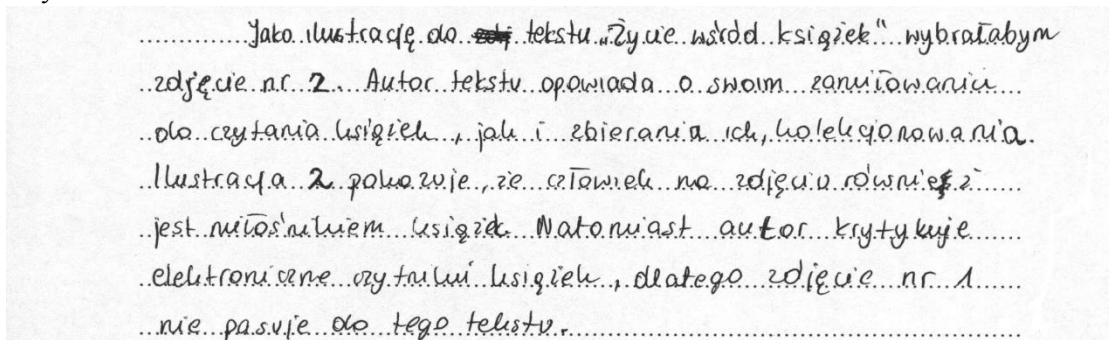 Jako ilustrację do tekstu „Życie wśród książek" wybrałabym
zdjęcie nr 2. Autor tekstu opowiada o swoim zamiłowaniu
do czytania książek, jak i zbierania ich, kolekcjonowania.
Ilustracja 2 pokazuje, że człowiek na zdjęciu również
jest miłośnikiem książek. Natomiast autor krytykuje
elektroniczne czytniki książek, dlatego zdjęcie nr 1
nie pasuje do tego tekstu.